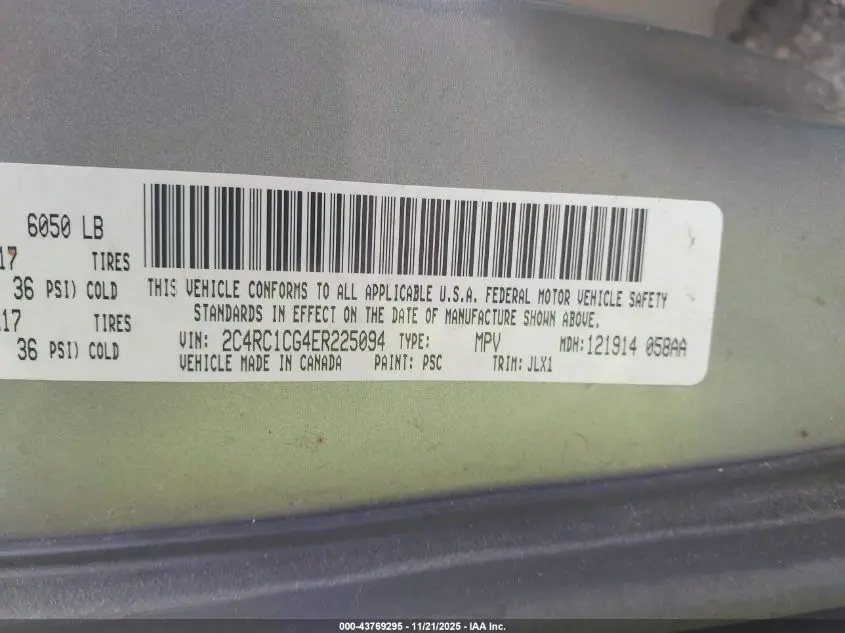 6050 LB
17 TIRES
36 PSI) COLD
17 TIRES
36 PSI) COLD
THIS VEHICLE CONFORMS TO ALL APPLICABLE U.S.A. FEDERAL MOTOR VEHICLE SAFETY
STANDARDS IN EFFECT ON THE DATE OF MANUFACTURE SHOWN ABOVE.
VIN: 2C4RC1CG4ER225094 TYPE: MPV MDH:121914 058AA
VEHICLE MADE IN CANADA PAINT: PSC TRIM: JLX1
000-43769295 - 11/21/2025 - IAA Inc.